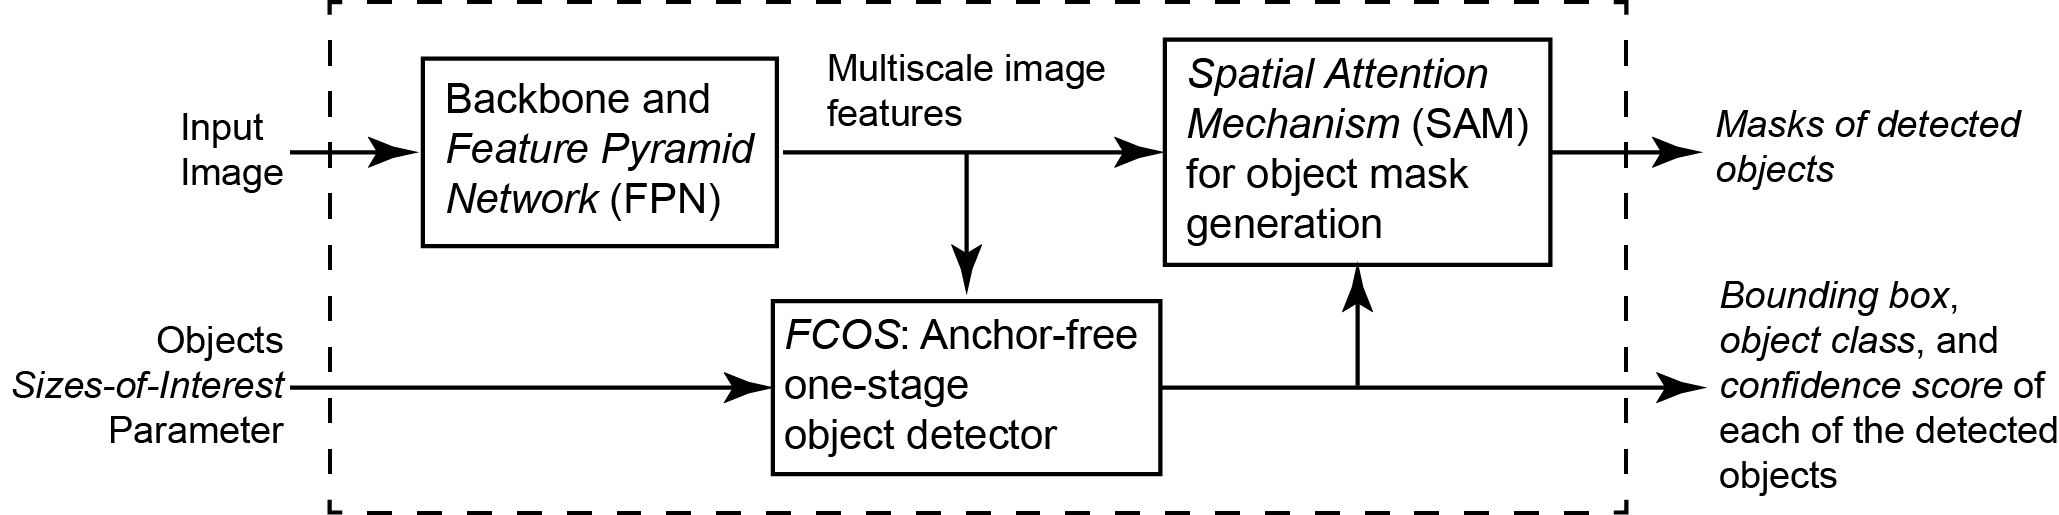 Input
Image
Backbone and
Feature Pyramid
Network (FPN)
Multiscale image
features
Spatial Attention
Mechanism (SAM)
for object mask
generation
Masks of detected
objects
Objects
Sizes-of-Interest
Parameter
FCOS: Anchor-free
one-stage
object detector
Bounding box,
object class, and
confidence score of
each of the detected
objects